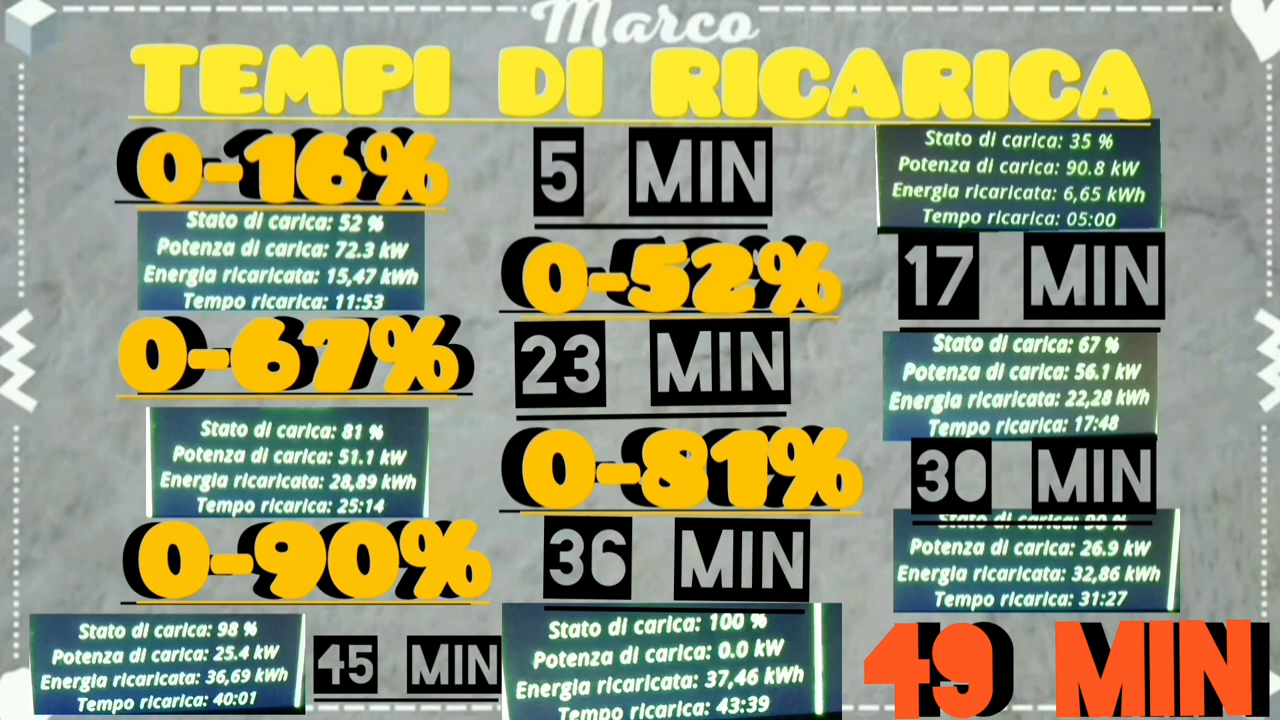 Marco
TEMPI DI RICARICA
0-16%
5 MIN
Stato di carica: 35 %
Potenza di carica: 90.8 kW
Energia ricaricata: 6,65 kWh
Tempo ricarica: 05:00
Stato di carica: 52 %
Potenza di carica: 72.3 kW
Energia ricaricata: 15,47 kWh
Tempo ricarica: 11:53
0-52%
17 MIN
0-67%
23 MIN
Stato di carica: 67 %
Potenza di carica: 56.1 kW
Energia ricaricata: 22,28 kWh
Tempo ricarica: 17:48
Stato di carica: 81 %
Potenza di carica: 51.1 kW
Energia ricaricata: 28,89 kWh
Tempo ricarica: 25:14
0-81%
30 MIN
0-90%
36 MIN
Stato di carica: 90 %
Potenza di carica: 26.9 kW
Energia ricaricata: 32,86 kWh
Tempo ricarica: 31:27
Stato di carica: 98 %
Potenza di carica: 25.4 kW
Energia ricaricata: 36,69 kWh
Tempo ricarica: 40:01
45 MIN
Stato di carica: 100 %
Potenza di carica: 0.0 kW
Energia ricaricata: 37,46 kWh
Tempo ricarica: 43:39
49 MIN